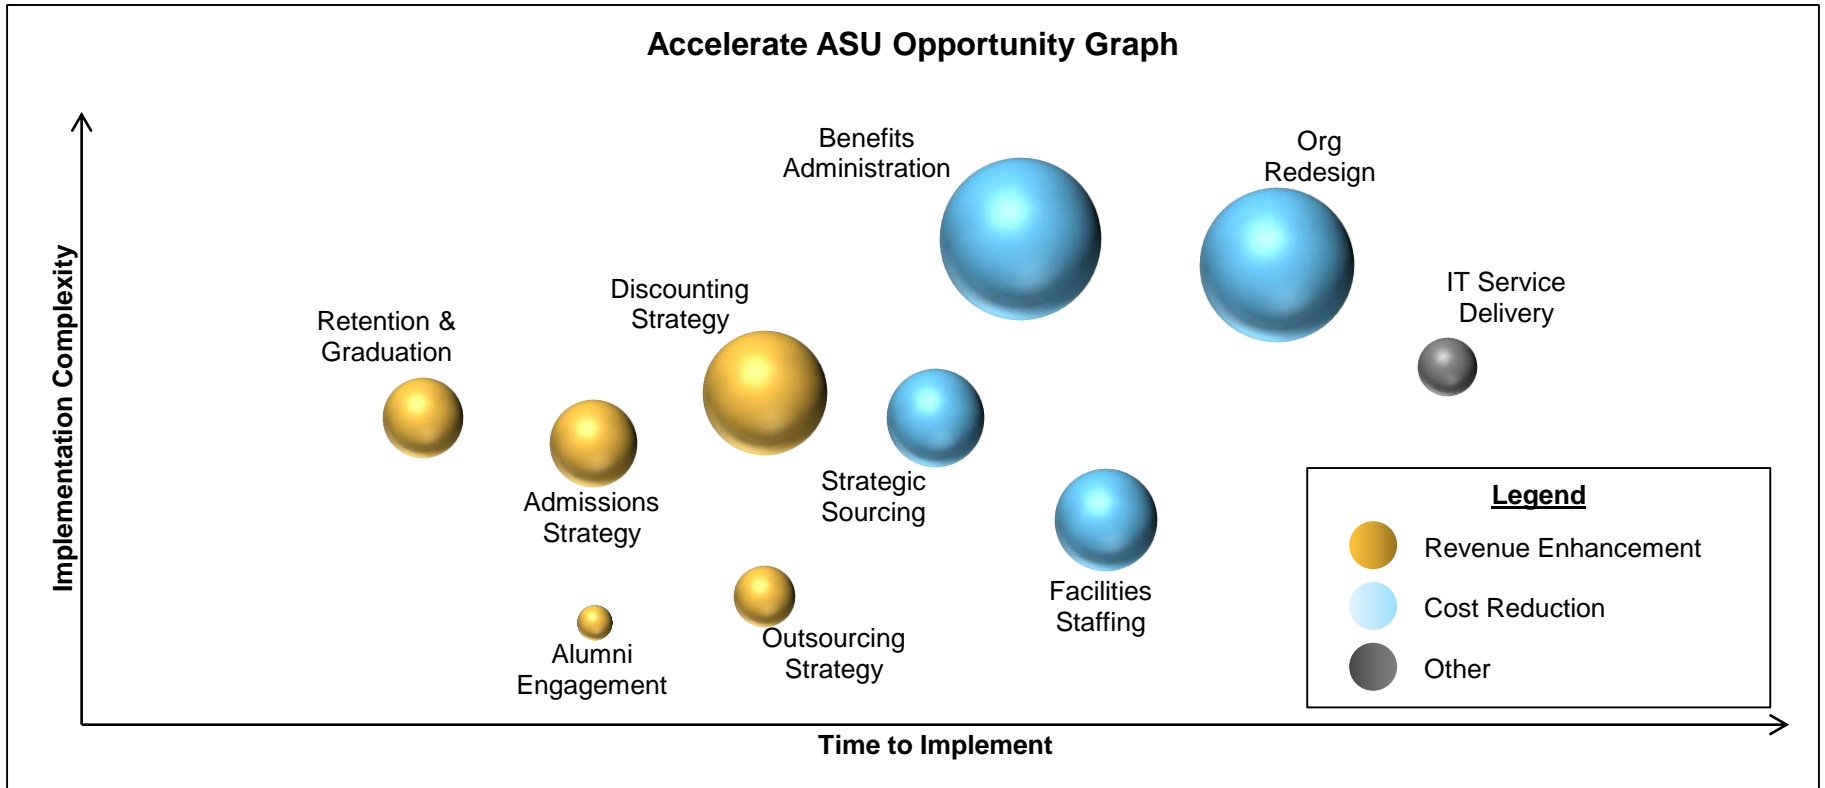 Accelerate ASU Opportunity Graph
Implementation Complexity
Benefits
Administration
Org
Redesign
Discounting
Strategy
IT Service
Delivery
Retention &
Graduation
Admissions
Strategy
Strategic
Sourcing
Facilities
Staffing
Alumni
Engagement
Outsourcing
Strategy
Legend
Revenue Enhancement
Cost Reduction
Other
Time to Implement